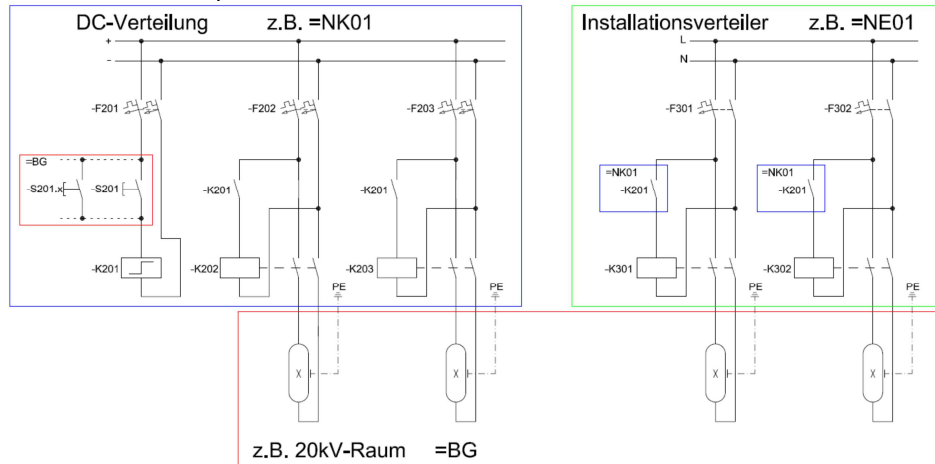 DC-Verteilung z.B. =NK01
Installationsverteiler z.B. =NE01
+
-
L
N
-F201
-F202
-F203
-F301
-F302
=BG
-S201.x
-S201
-K201
-K201
=NK01
-K201
=NK01
-K201
-K201
-K202
-K203
-K301
-K302
PE
PE
PE
PE
X
X
X
X
z.B. 20kV-Raum =BG